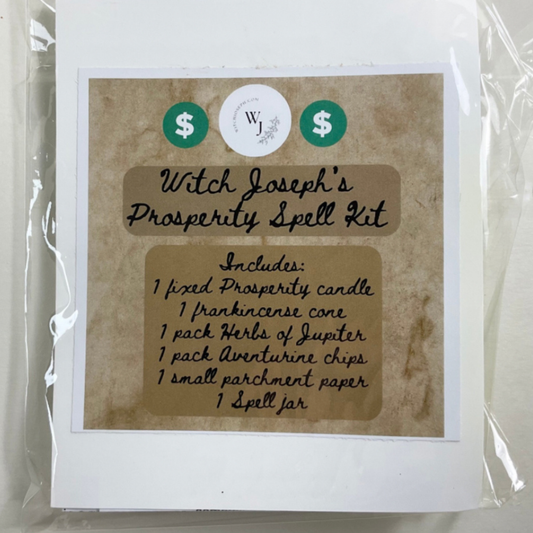 $ WJ $
Witch Joseph's
Prosperity Spell Kit
Includes:
1 fixed Prosperity candle
1 frankincense cone
1 pack Herbs of Jupiter
1 pack Aventurine chips
1 small parchment paper
1 Spell jar